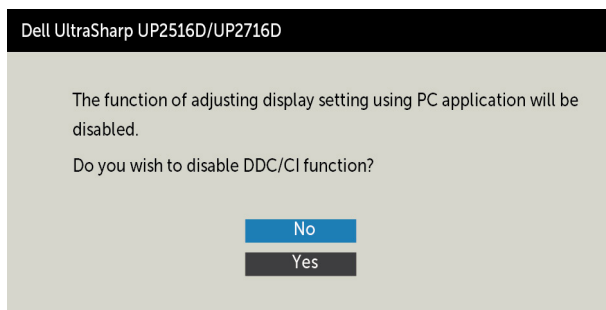 Dell UltraSharp UP2516D/UP2716D
The function of adjusting display setting using PC application will be
disabled.
Do you wish to disable DDC/CI function?
No
Yes